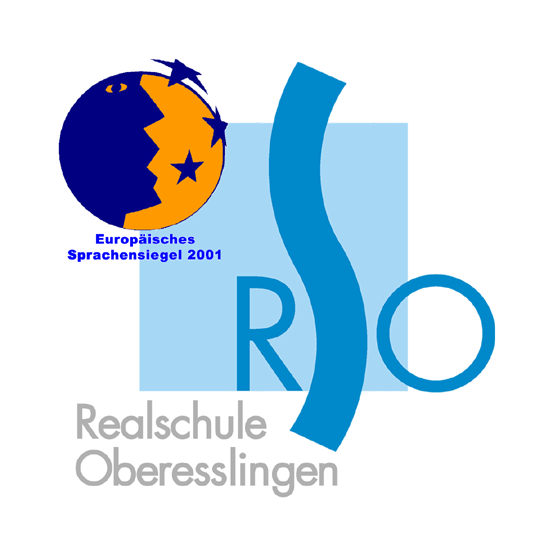 Europäisches
Sprachensiegel 2001
RSO
Realschule
Oberesslingen